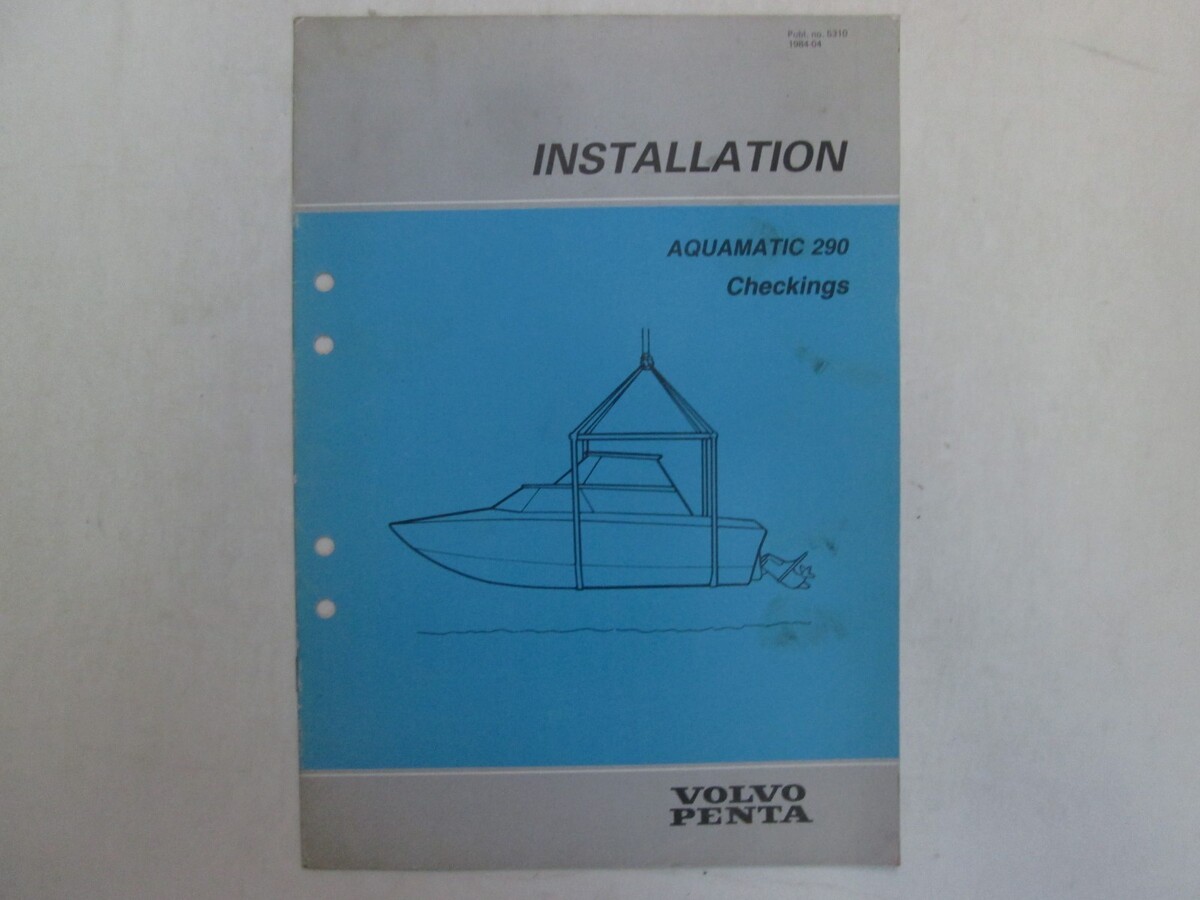 Publ. no. 5310
1984-04
INSTALLATION
AQUAMATIC 290
Checkings
VOLVO
PENTA